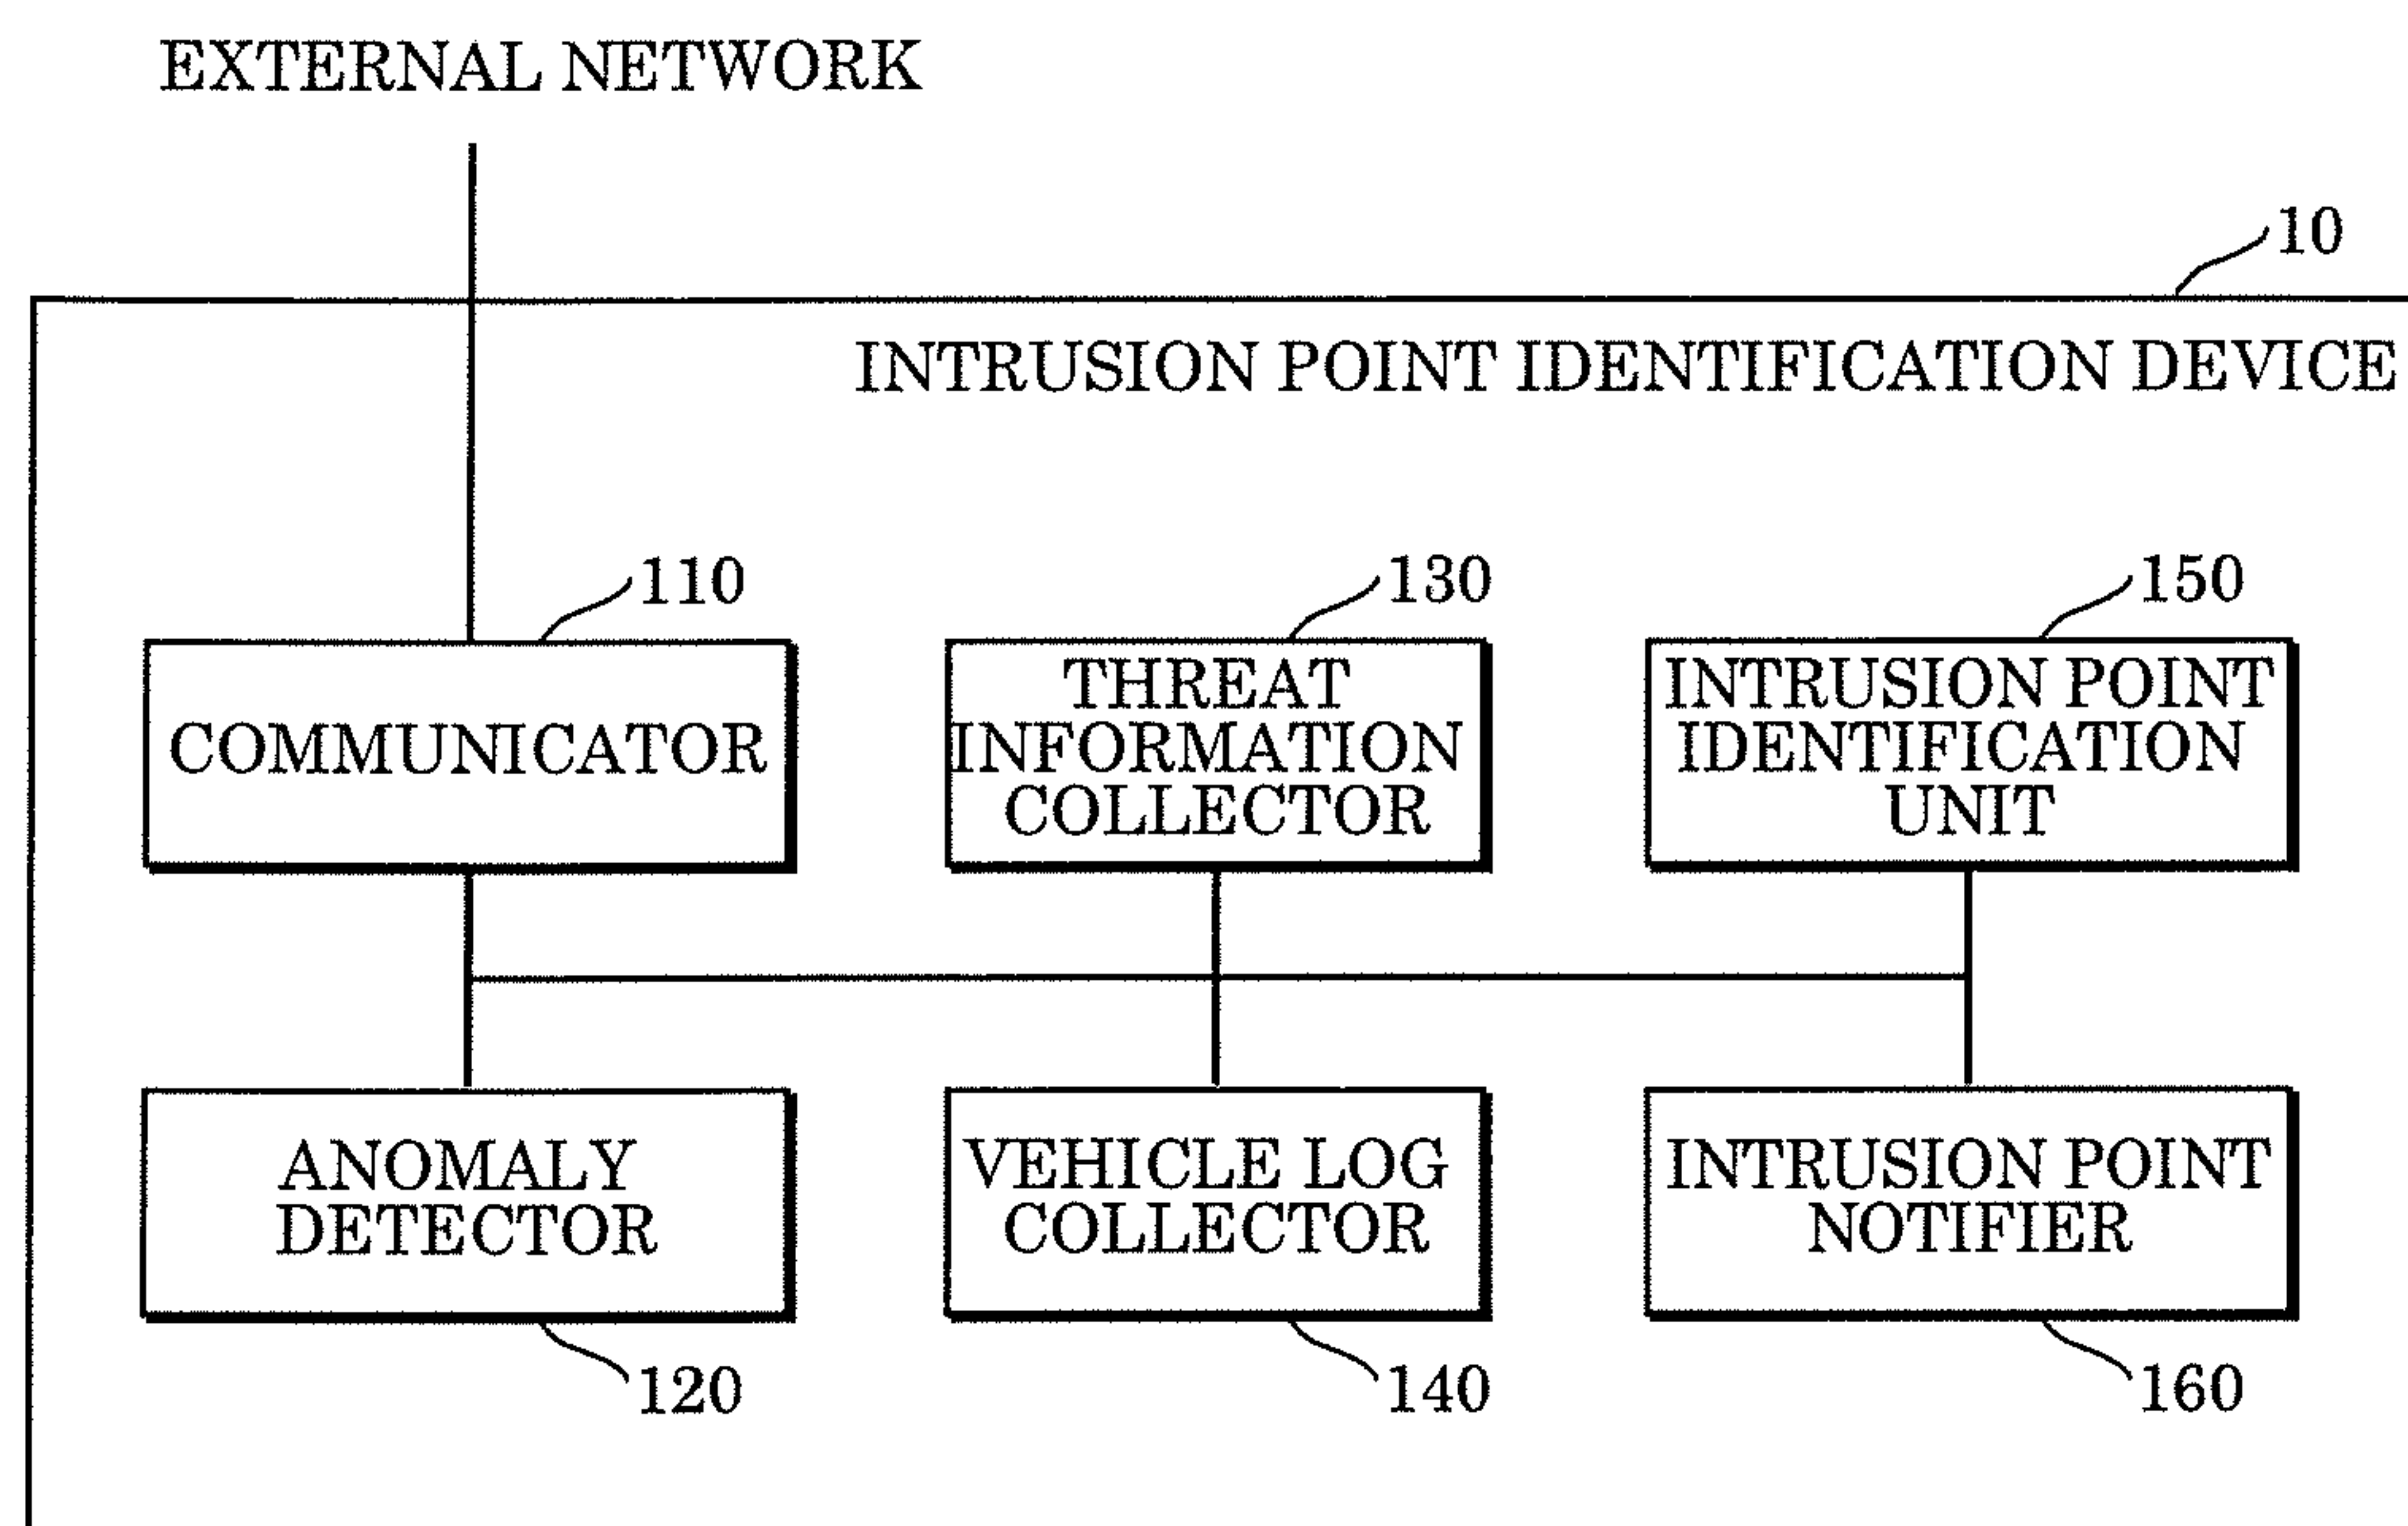 EXTERNAL NETWORK
10
INTRUSION POINT IDENTIFICATION DEVICE
110
130
150
COMMUNICATOR
THREAT
INFORMATION
COLLECTOR
INTRUSION POINT
IDENTIFICATION
UNIT
ANOMALY
DETECTOR
VEHICLE LOG
COLLECTOR
INTRUSION POINT
NOTIFIER
120
140
160